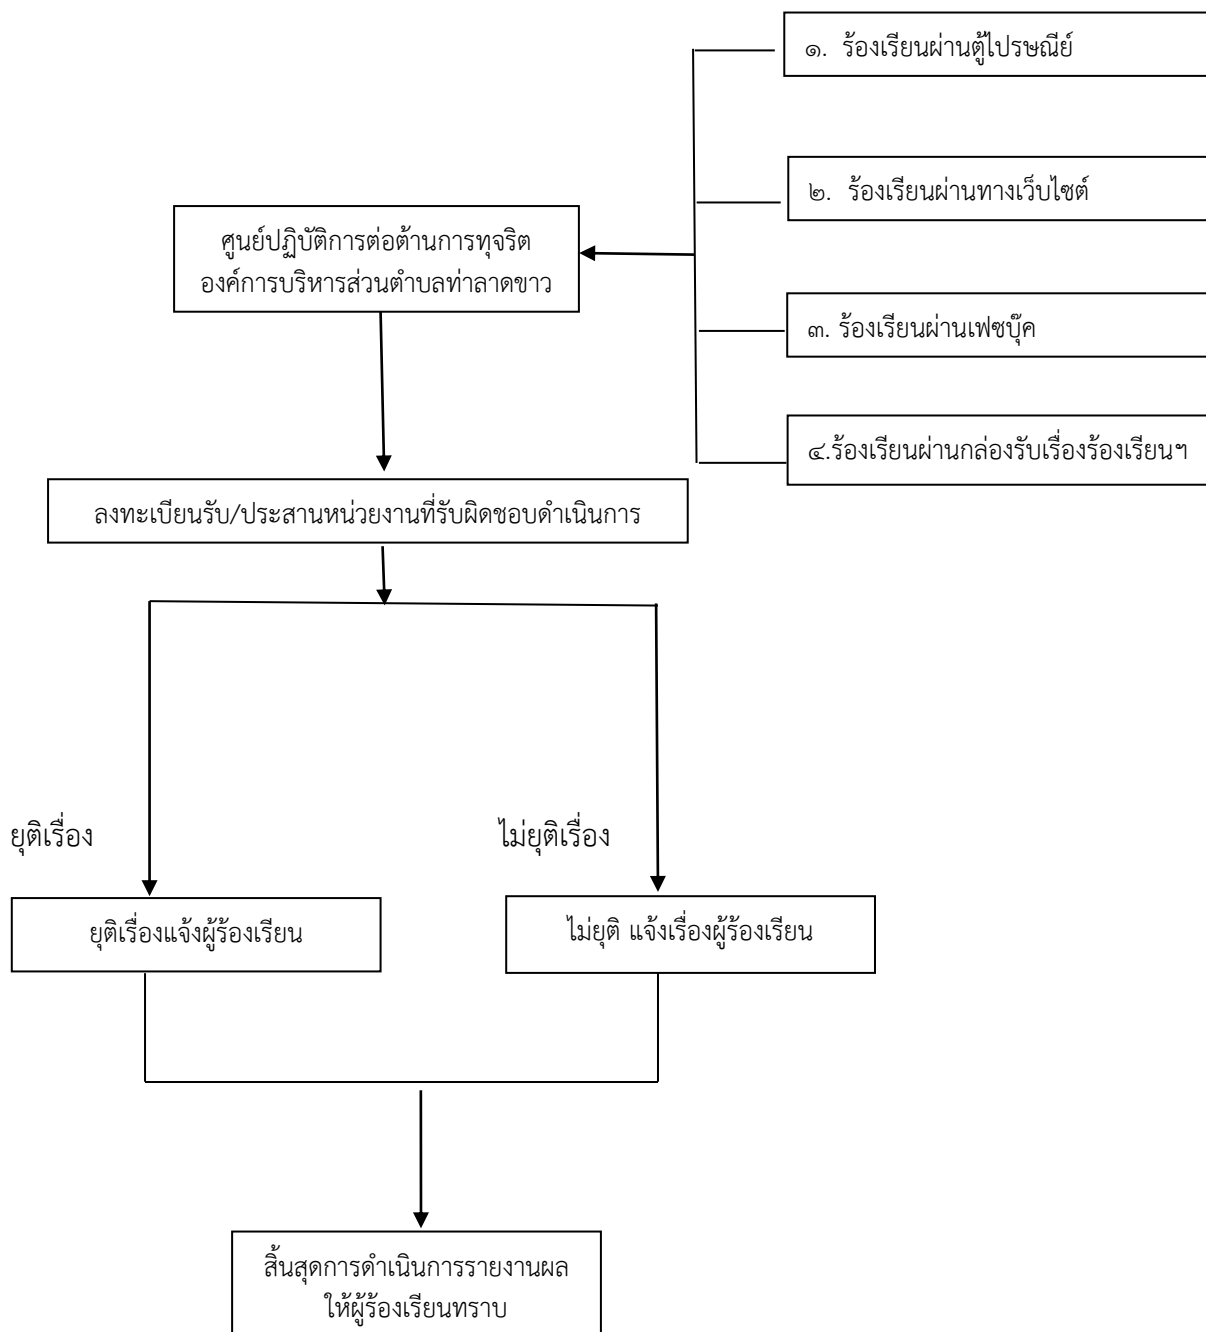 ๑. ร้องเรียนผ่านตู้ไปรษณีย์
๒. ร้องเรียนผ่านทางเว็บไซต์
ศูนย์ปฏิบัติการต่อต้านการทุจริต
องค์การบริหารส่วนตำบลท่าลาดขาว
๓. ร้องเรียนผ่านเฟซบุ๊ค
๔.ร้องเรียนผ่านกล่องรับเรื่องร้องเรียนฯ
ลงทะเบียนรับ/ประสานหน่วยงานที่รับผิดชอบดำเนินการ
ยุติเรื่อง
ไม่ยุติเรื่อง
ยุติเรื่องแจ้งผู้ร้องเรียน
ไม่ยุติ แจ้งเรื่องผู้ร้องเรียน
สิ้นสุดการดำเนินการรายงานผล
ให้ผู้ร้องเรียนทราบ